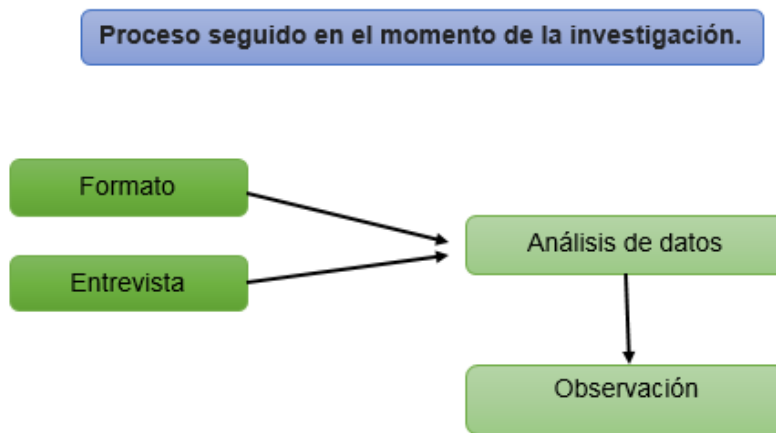 Proceso seguido en el momento de la investigación.
Formato
Entrevista
Análisis de datos
Observación